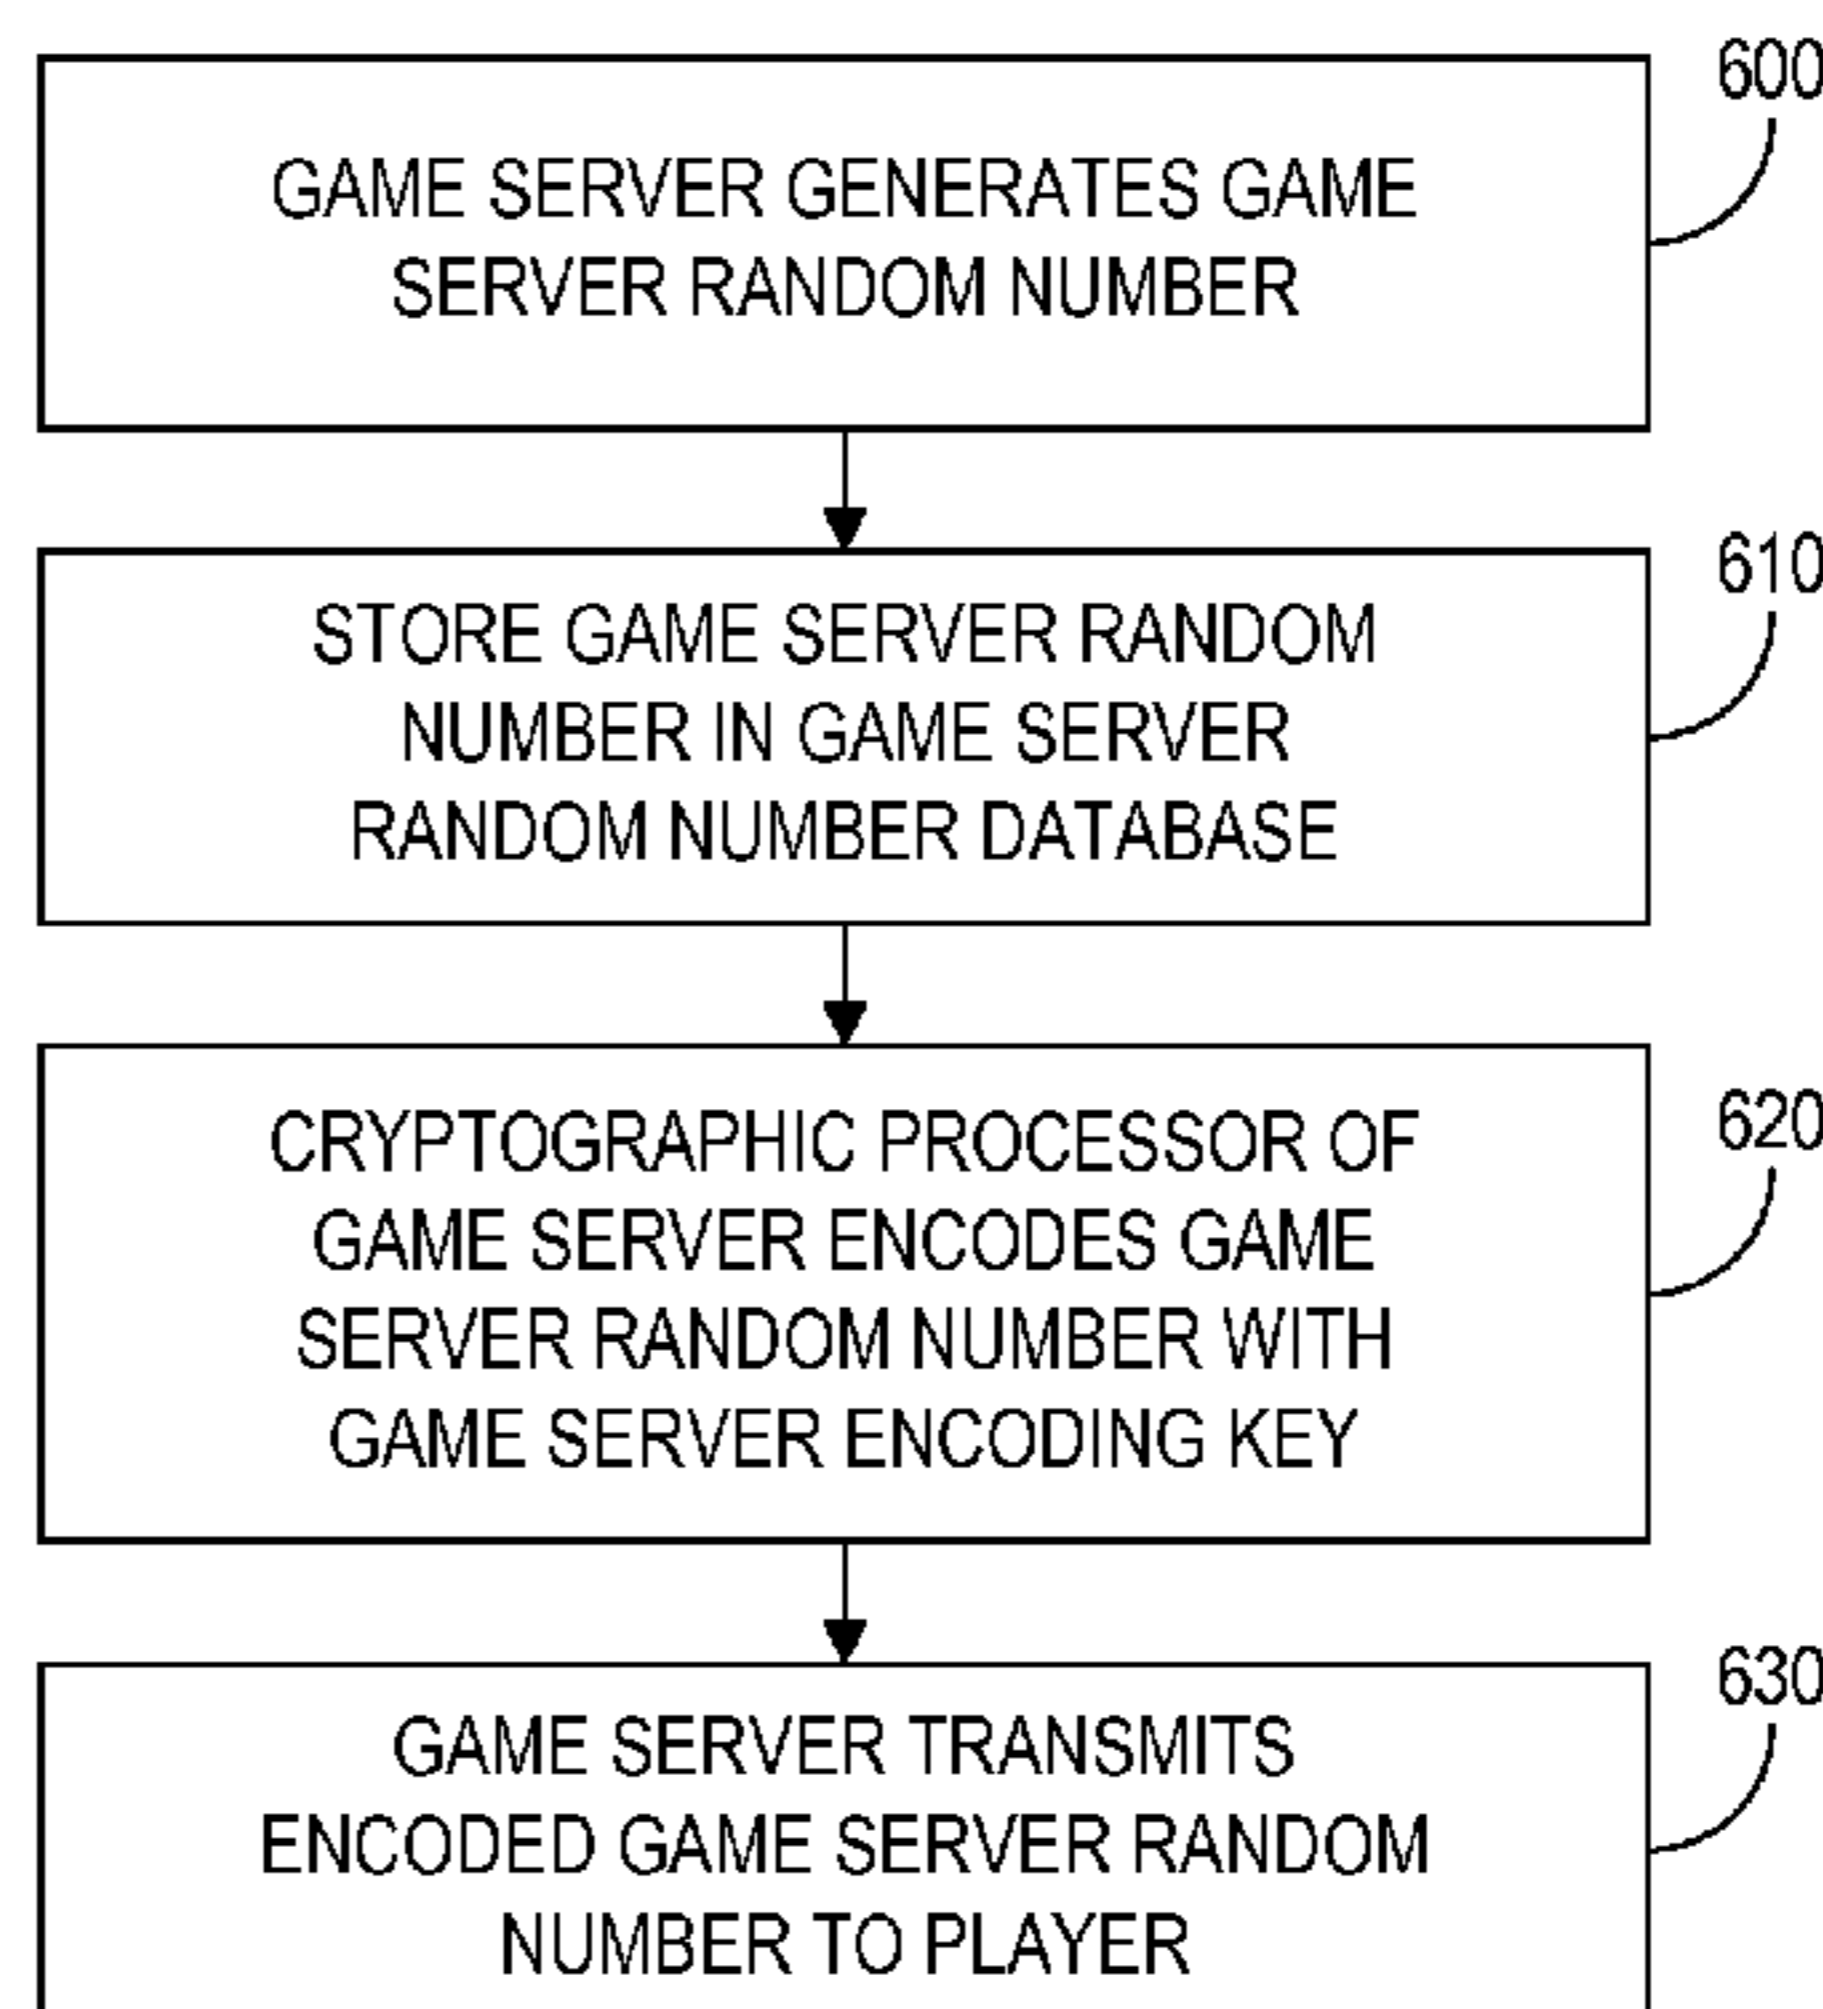 600
GAME SERVER GENERATES GAME
SERVER RANDOM NUMBER
610
STORE GAME SERVER RANDOM
NUMBER IN GAME SERVER
RANDOM NUMBER DATABASE
620
CRYPTOGRAPHIC PROCESSOR OF
GAME SERVER ENCODES GAME
SERVER RANDOM NUMBER WITH
GAME SERVER ENCODING KEY
630
GAME SERVER TRANSMITS
ENCODED GAME SERVER RANDOM
NUMBER TO PLAYER